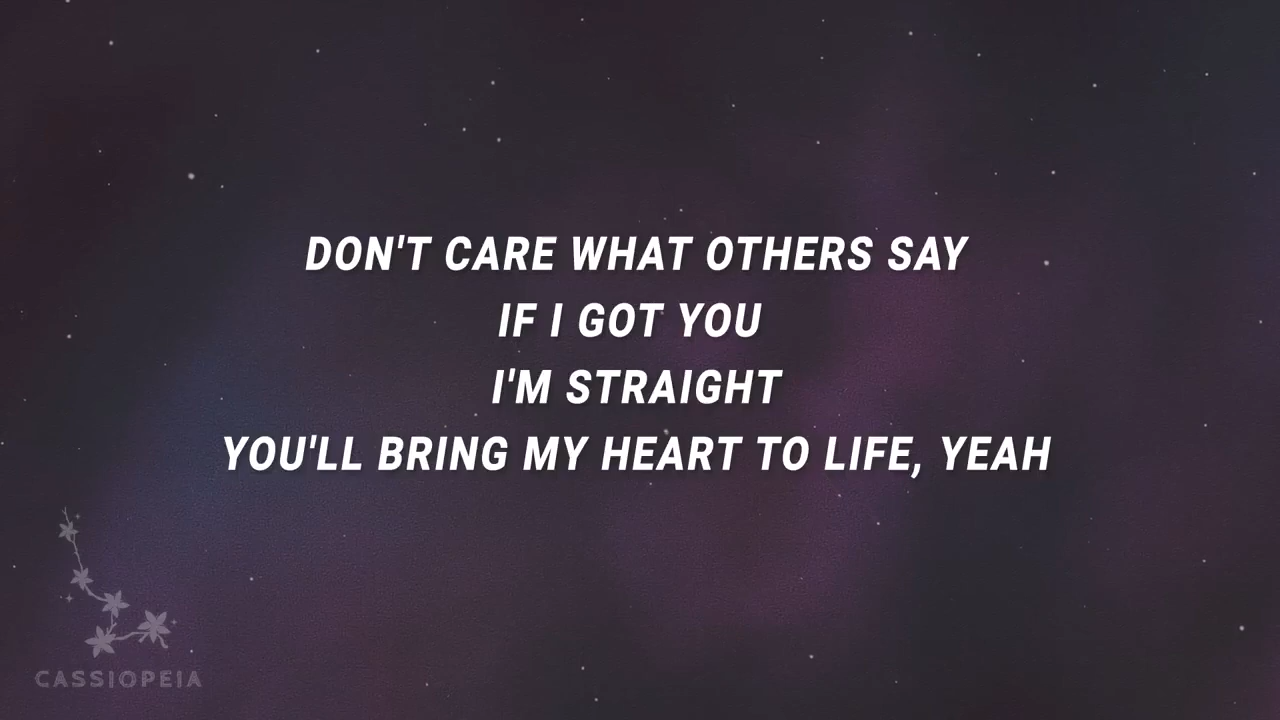 DON'T CARE WHAT OTHERS SAY
IF I GOT YOU
I'M STRAIGHT
YOU'LL BRING MY HEART TO LIFE, YEAH
CASSIOPEIA